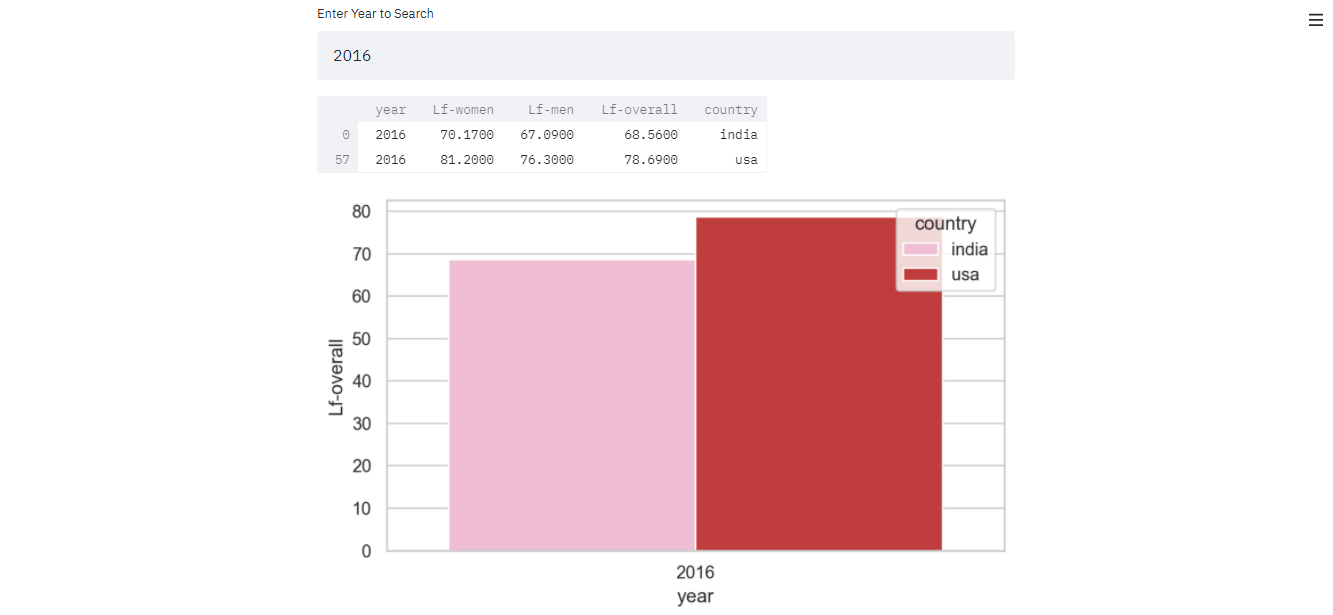 Enter Year to Search
2016
year Lf-women Lf-men Lf-overall country
0 2016 70.1700 67.0900 68.5600 india
57 2016 81.2000 76.3000 78.6900 usa
80
70
60
50
40
30
20
10
0
Lf-overall
country
india
usa
2016
year